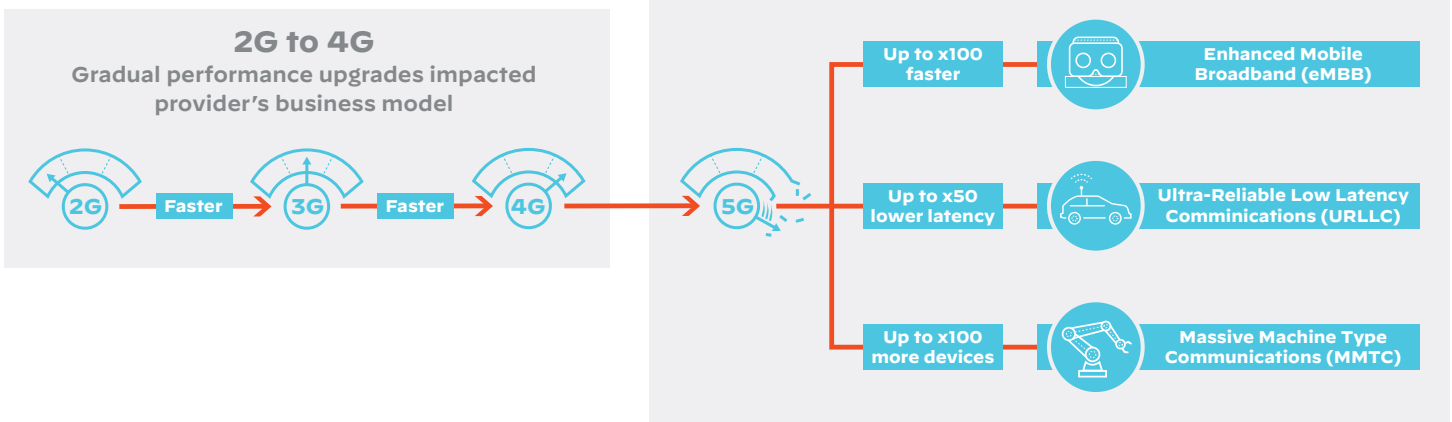 2G to 4G
Gradual performance upgrades impacted
provider's business model
2G
Faster
3G
Faster
4G
5G
Up to x100
faster
Enhanced Mobile
Broadband (eMBB)
Up to x50
lower latency
Ultra-Reliable Low Latency
Comminications (URLLC)
Up to x100
more devices
Massive Machine Type
Communications (MMTC)